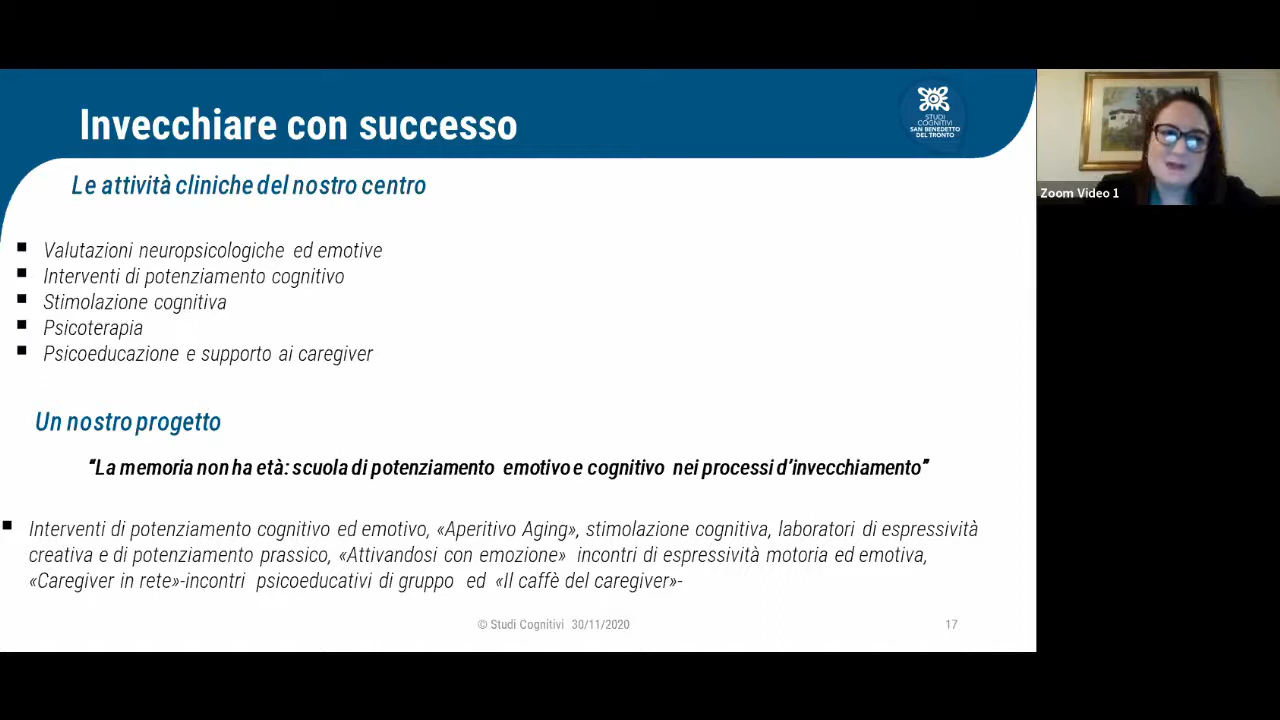 Invecchiare con successo
STUDI
COGNITIVI
SAN BENEDETTO
DEL TRONTO
Zoom Video 1
Le attività cliniche del nostro centro
Valutazioni neuropsicologiche ed emotive
Interventi di potenziamento cognitivo
Stimolazione cognitiva
Psicoterapia
Psicoeducazione e supporto ai caregiver
Un nostro progetto
“La memoria non ha età: scuola di potenziamento emotivo e cognitivo nei processi d’invecchiamento”
Interventi di potenziamento cognitivo ed emotivo, «Aperitivo Aging», stimolazione cognitiva, laboratori di espressività
creativa e di potenziamento prassico, «Attivandosi con emozione» incontri di espressività motoria ed emotiva,
«Caregiver in rete»-incontri psicoeducativi di gruppo ed «Il caffè del caregiver»-
© Studi Cognitivi 30/11/2020
17